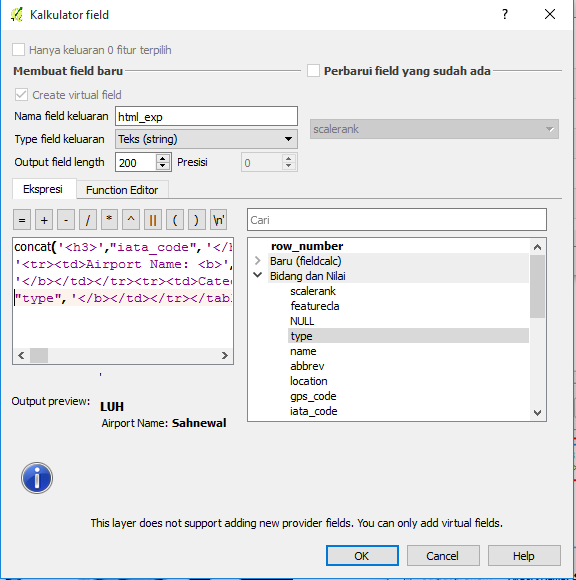 Kalkulator field
Hanya keluaran 0 fitur terpilih
Membuat field baru
Perbarui field yang sudah ada
Create virtual field
Nama field keluaran html_exp
Type field keluaran Teks (string)
scalerank
Output field length 200 Presisi 0
Ekspresi Function Editor
= + - / * ^ || ( ) '\n'
Cari
concat('<h3>',"iata_code",'</h
'<tr><td>Airport Name: <b>',
'</b></td></tr><tr><td>Cate
"type",'</b></td></tr></tabl
row_number
Baru (fieldcalc)
Bidang dan Nilai
scalerank
featurecla
NULL
type
name
abbrev
location
gps_code
iata_code
Output preview:
LUH
Airport Name: Sahnewal
This layer does not support adding new provider fields. You can only add virtual fields.
OK Cancel Help